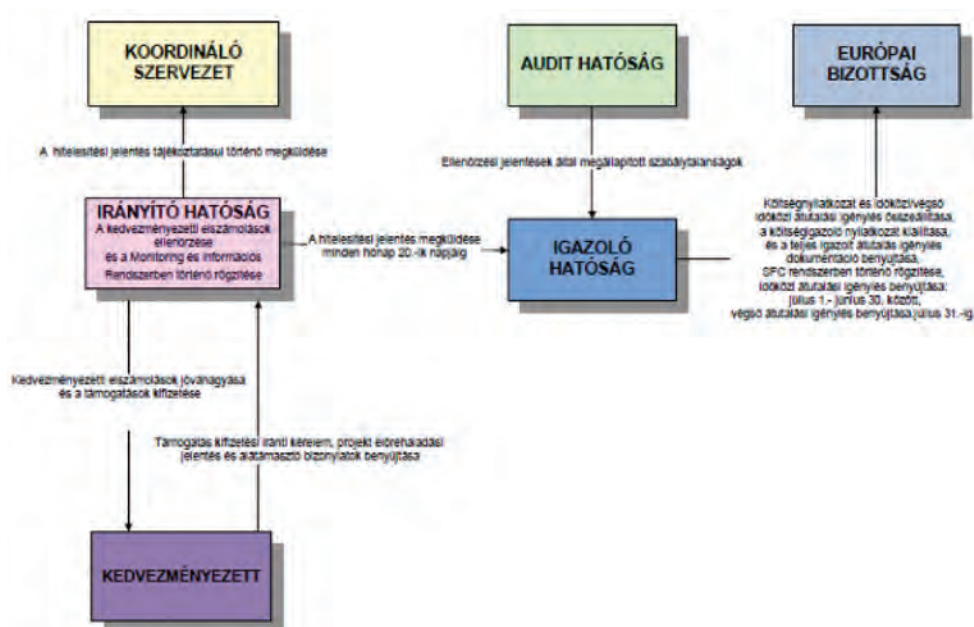 KOORDINÁLÓ
SZERVEZET
AUDIT HATÓSÁG
EURÓPAI
BIZOTTSÁG
A hitelesítési jelentés tájékoztatásul történő megküldése
Ellenőrzési jelentések által megállapított szabálytalanságok
IRÁNYÍTÓ HATÓSÁG
A kedvezményezetti elszámolások
ellenőrzése
és a Monitoring és Információs
Rendszerben történő rögzítése
A hitelesítési jelentés megküldése
minden hónap 20.-ik napjáig
IGAZOLÓ
HATÓSÁG
Költségnyilatkozat és időközi/végső
időközi átutalási igénylés összeállítása,
a költségigazoló nyilatkozat kiállítása,
és a teljes igazolt átutalás igénylés
dokumentáció benyújtása,
SFC rendszerben történő rögzítése,
Időközi átutalási igénylés benyújtása:
július 1.- június 30. között,
végső átutalási igénylés benyújtása:július 31.-ig
Kedvezményezetti elszámolások jóváhagyása
és a támogatások kifizetése
Támogatás kifizetési iránti kérelem, projekt előrehaladási
jelentés és alátámasztó bizonylatok benyújtása
KEDVEZMÉNYEZETT